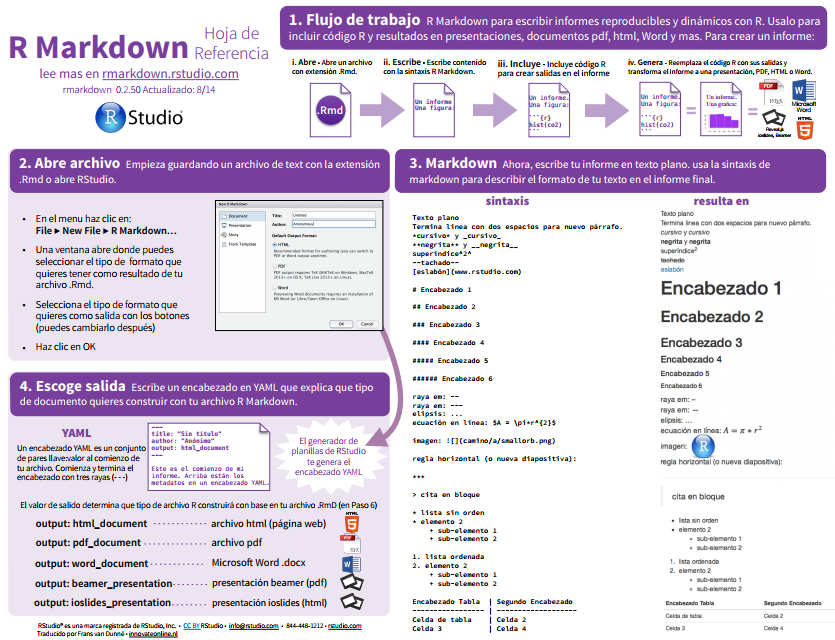 R Markdown
Hoja de
Referencia
lee mas en rmarkdown.rstudio.com
rmarkdown 0.2.50 Actualizado: 8/14
R Studio®
1. Flujo de trabajo R Markdown para escribir informes reproducibles y dinámicos con R. Usalo para
incluir código R y resultados en presentaciones, documentos pdf, html, Word y mas. Para crear un informe:
i. Abre - Abre un archivo
con extensión .Rmd.
ii. Escribe - Escribe contenido
con la sintaxis R Markdown.
iii. Incluye - Incluye código R
para crear salidas en el informe
iv. Genera - Reemplaza el código R con sus salidas y
transforma el informe a una presentación, PDF, HTML o Word.
.Rmd
Un informe
Una figura:
Un informe.
Una figura:
```{r}
hist(co2)
```
Un informe.
Una figura:
```{r}
hist(co2)
```
=
Un informe.
Una grafica:
=
PDF
LaTeX
Reveal.js
ioslides, Beamer
Microsoft
Word
HTML
5
2. Abre archivo Empieza guardando un archivo de text con la extensión
.Rmd o abre RStudio.
• En el menu haz clic en:
File ▸ New File ▸ R Markdown…
• Una ventana abre donde puedes
seleccionar el tipo de formato que
quieres tener como resultado de tu
archivo .Rmd.
• Selecciona el tipo de formato que
quieres como salida con los botones
(puedes cambiarlo después)
• Haz clic en OK
New R Markdown
Document
Presentation
Shiny
From Template
Title: Untitled
Author: Anonymous
Default Output Format:
HTML
Recommended format for authoring (you can switch to
PDF or Word output anytime).
PDF
PDF output requires TeX (MiKTeX on Windows, MacTeX
2013+ on OS X, TeX Live 2013+ on Linux).
Word
Previewing Word documents requires an installation of
MS Word (or Libre/Open Office on Linux).
OK
Cancel
3. Markdown Ahora, escribe tu informe en texto plano. usa la sintaxis de
markdown para describir el formato de tu texto en el informe final.
sintaxis
Texto plano
Termina linea con dos espacios para nuevo párrafo.
*cursivo* y _cursivo_
**negrita** y __negrita__
superíndice^2^
~~tachado~~
[eslabón](www.rstudio.com)
# Encabezado 1
## Encabezado 2
### Encabezado 3
#### Encabezado 4
##### Encabezado 5
###### Encabezado 6
raya em: --
raya em: ---
elipsis: ...
ecuación en linea: $A = \pi*r^{2}$
imagen: ![](camino/a/smallorb.png)
regla horizontal (o nueva diapositiva):
***
> cita en bloque
* lista sin orden
* elemento 2
+ sub-elemento 1
+ sub-elemento 2
1. lista ordenada
2. elemento 2
+ sub-elemento 1
+ sub-elemento 2
Encabezado Tabla | Segundo Encabezado
----------------- | -------------------
Celda de tabla | Celda 2
Celda 3 | Celda 4
resulta en
Texto plano
Termina linea con dos espacios para nuevo párrafo.
cursivo y cursivo
negrita y negrita
superíndice²
tachado
eslabón
Encabezado 1
Encabezado 2
Encabezado 3
Encabezado 4
Encabezado 5
Encabezado 6
raya em: –
raya em: —
elipsis: …
ecuación en línea: A = π * r²
imagen: R
regla horizontal (o nueva diapositiva):
cita en bloque
• lista sin orden
• elemento 2
▪ sub-elemento 1
▪ sub-elemento 2
1. lista ordenada
2. elemento 2
▪ sub-elemento 1
▪ sub-elemento 2
Encabezado Tabla Segundo Encabezado
Celda de tabla Celda 2
Celda 3 Celda 4
4. Escoge salida Escribe un encabezado en YAML que explica que tipo
de documento quieres construir con tu archivo R Markdown.
YAML
Un encabezado YAML es un conjunto
de pares llave:valor al comienzo de
tu archivo. Comienza y termina el
encabezado con tres rayas (---)
---
title: "Sin título"
author: "Anónimo"
output: html_document
---
Este es el comienzo de mi
informe. Arriba están los
metadatos en un encabezado YAML.
El generador de
planillas de RStudio
te genera el
encabezado YAML
El valor de salida determina que tipo de archivo R construirá con base en tu archivo .RmD (en Paso 6)
output: html_document archivo html (página web)
output: pdf_document archivo pdf
output: word_document Microsoft Word .docx
output: beamer_presentation presentación beamer (pdf)
output: ioslides_presentation presentación ioslides (html)
RStudio® es una marca registrada de RStudio, Inc. • CC BY RStudio • info@rstudio.com • 844-448-1212 • rstudio.com
Traducido por Frans van Dunné • innovateonline.nl